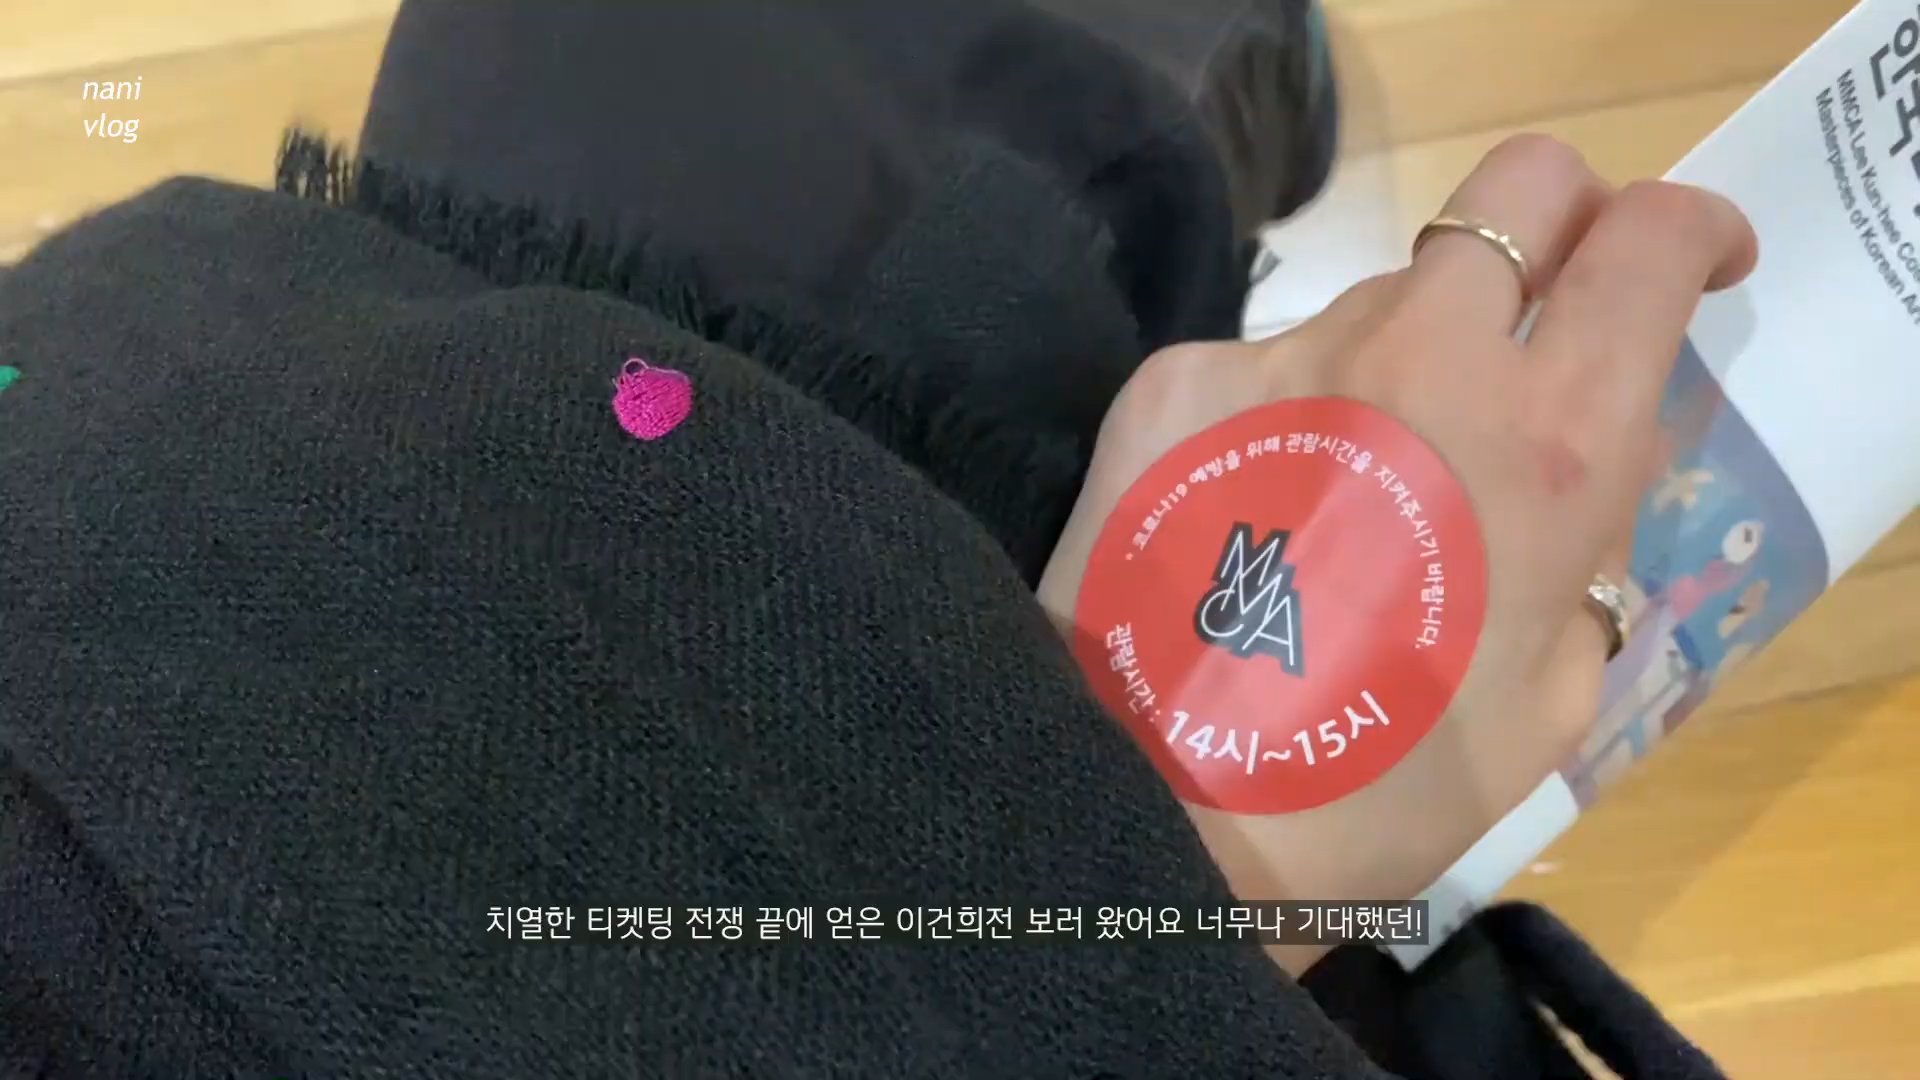 nani
vlog
MMCA Lee Kun-hee
Masterpieces of Korean
* 코로나19 예방을 위해 관람시간을 지켜주시기 바랍니다.
MMCA
관람시간 : 14시~15시
치열한 티켓팅 전쟁 끝에 얻은 이건희전 보러 왔어요 너무나 기대했던!